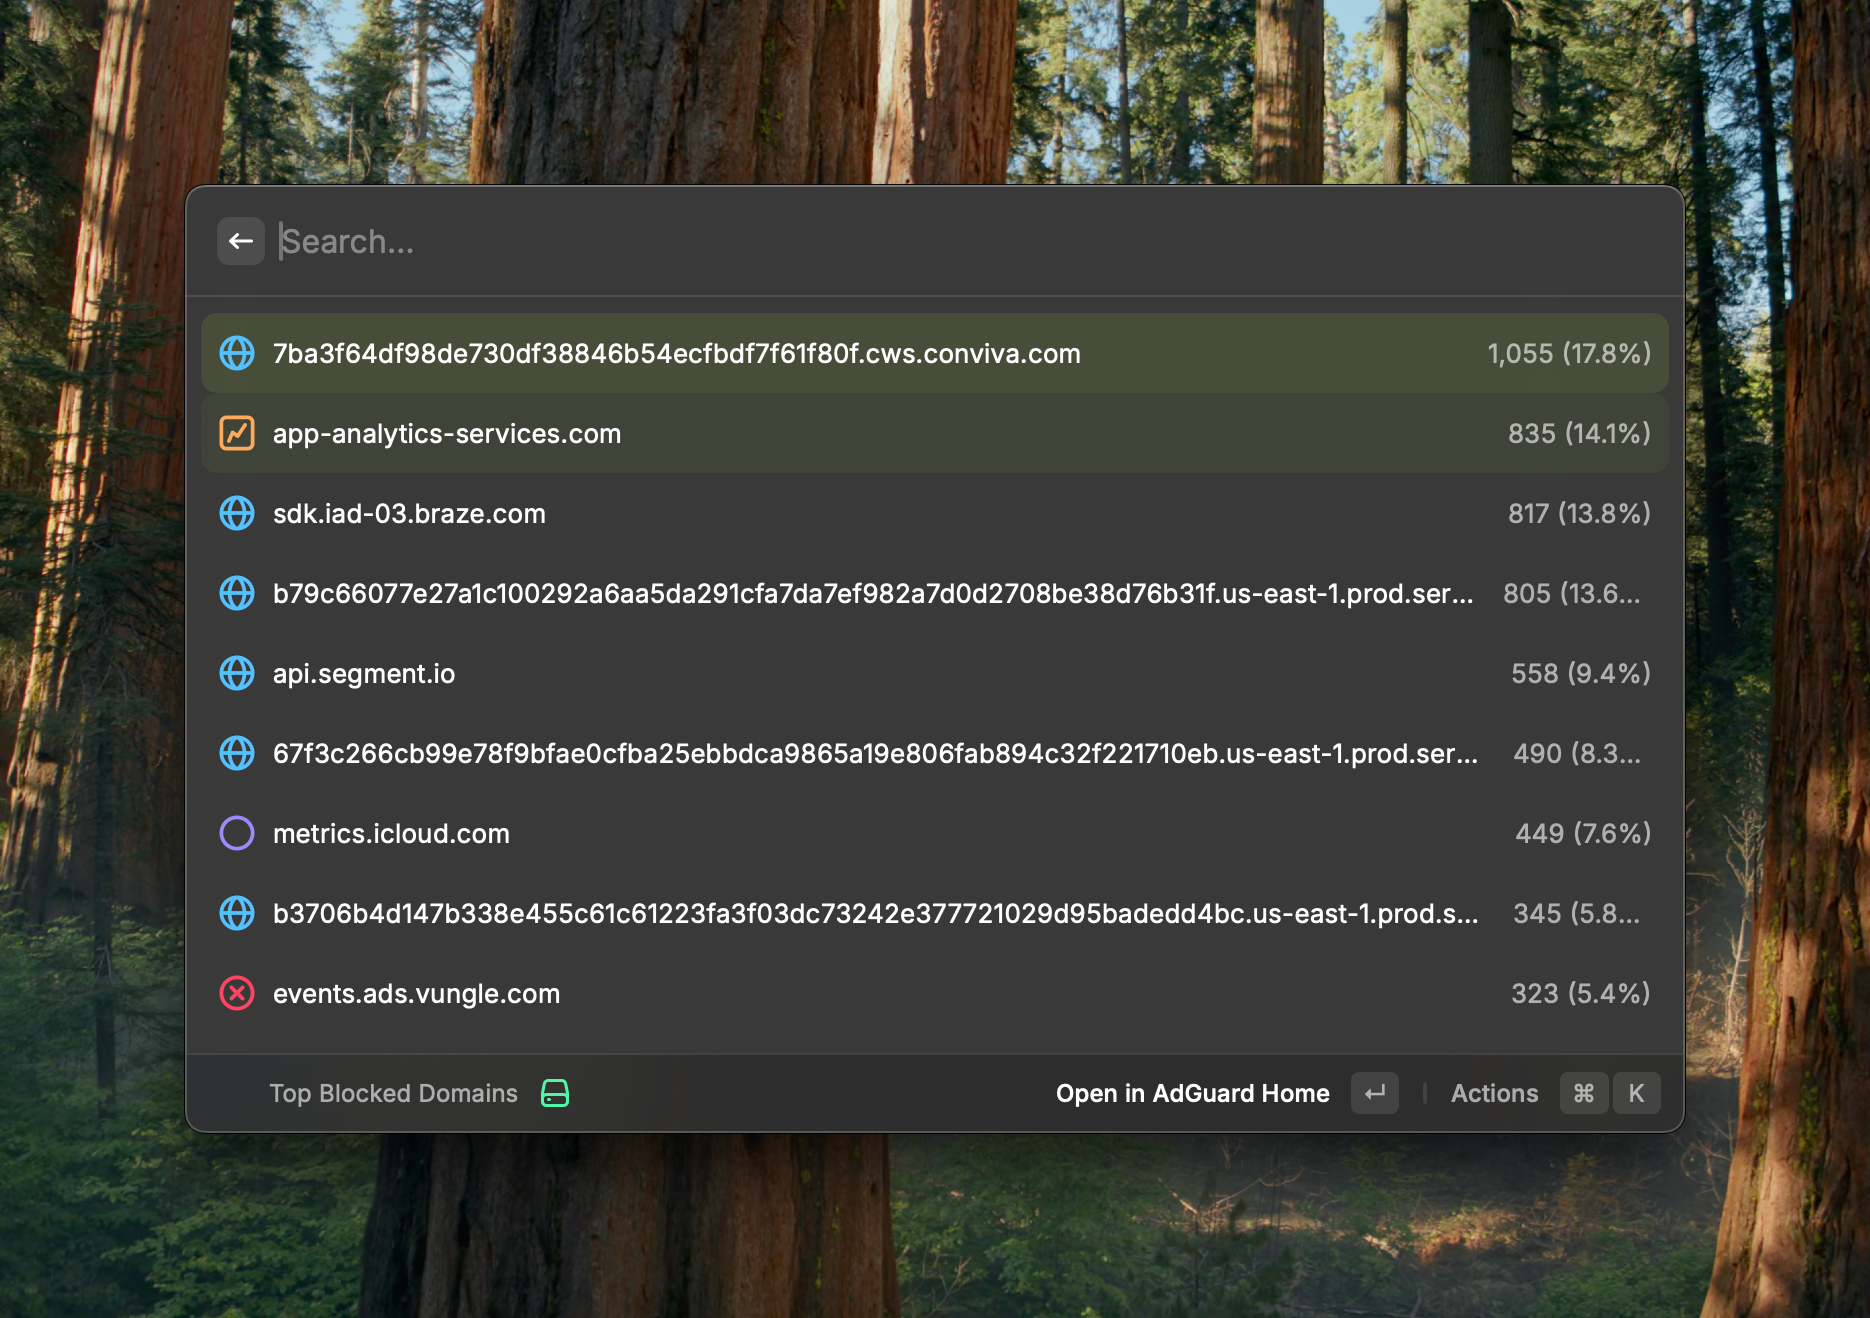 Search...
7ba3f64df98de730df38846b54ecfbdf7f61f80f.cws.conviva.com 1,055 (17.8%)
app-analytics-services.com 835 (14.1%)
sdk.iad-03.braze.com 817 (13.8%)
b79c66077e27a1c100292a6aa5da291cfa7da7ef982a7d0d2708be38d76b31f.us-east-1.prod.ser... 805 (13.6...
api.segment.io 558 (9.4%)
67f3c266cb99e78f9bfae0cfba25ebbdca9865a19e806fab894c32f221710eb.us-east-1.prod.ser... 490 (8.3...
metrics.icloud.com 449 (7.6%)
b3706b4d147b338e455c61c61223fa3f03dc73242e377721029d95badedd4bc.us-east-1.prod.s... 345 (5.8...
events.ads.vungle.com 323 (5.4%)
Top Blocked Domains Open in AdGuard Home ↵ Actions ⌘ K